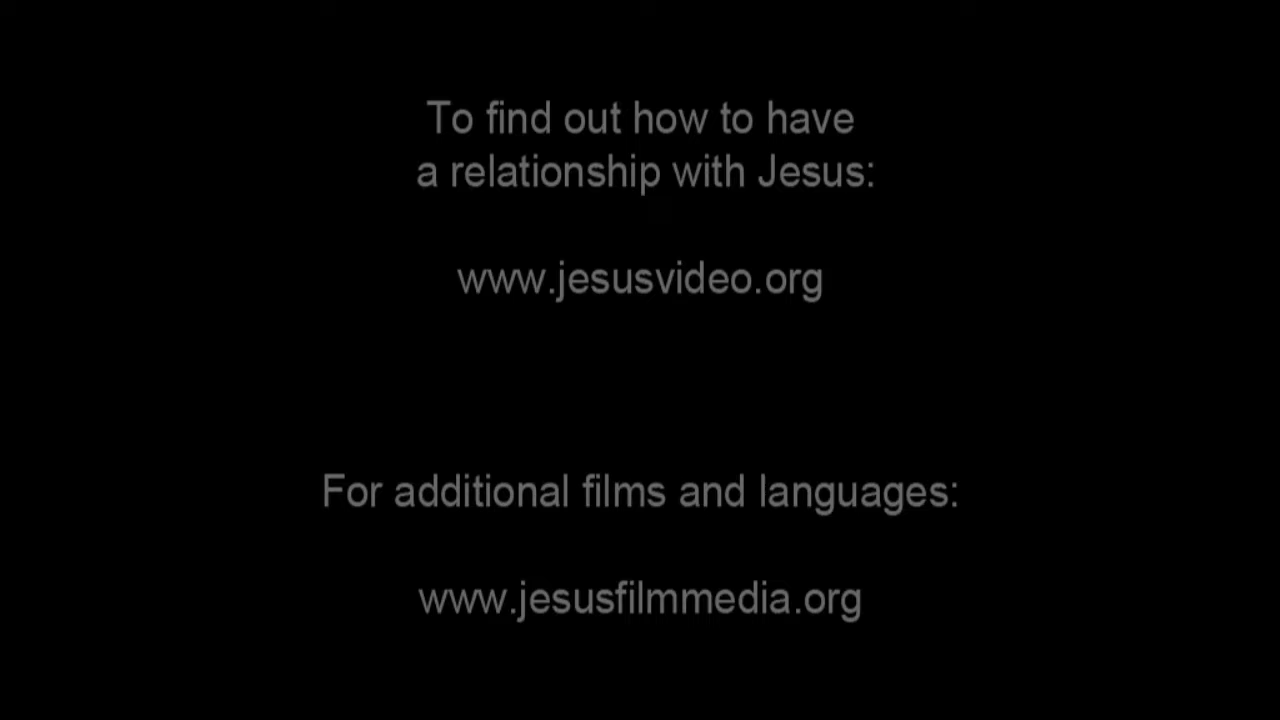 To find out how to have
a relationship with Jesus:
www.jesusvideo.org
For additional films and languages:
www.jesusfilmmedia.org